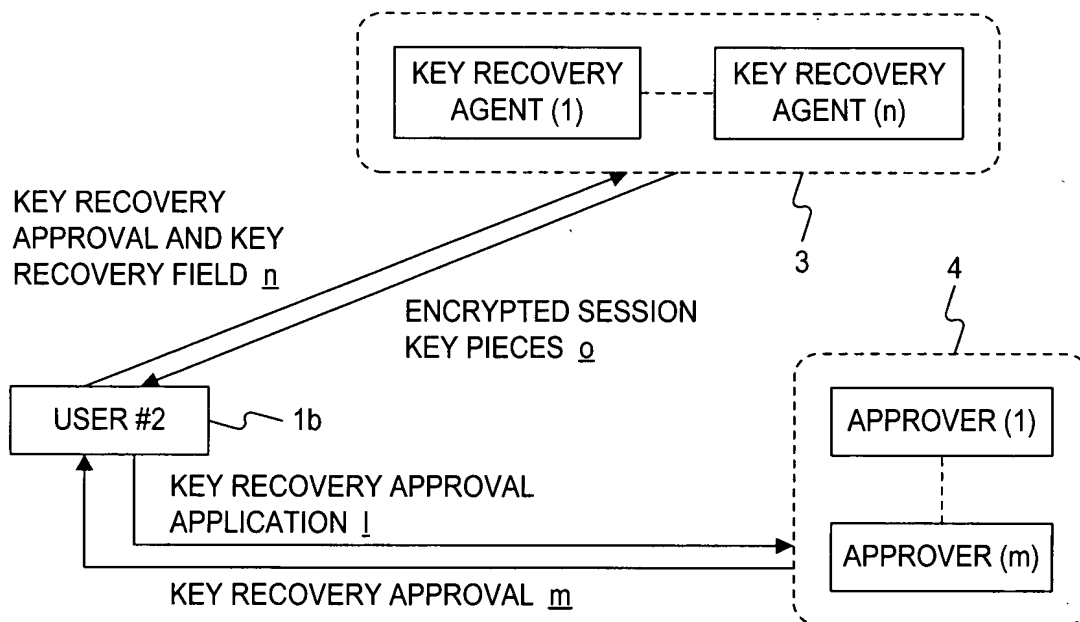 KEY RECOVERY
AGENT (1)
KEY RECOVERY
AGENT (n)
KEY RECOVERY
APPROVAL AND KEY
RECOVERY FIELD n
3
4
ENCRYPTED SESSION
KEY PIECES o
USER #2
1b
APPROVER (1)
KEY RECOVERY APPROVAL
APPLICATION l
APPROVER (m)
KEY RECOVERY APPROVAL m